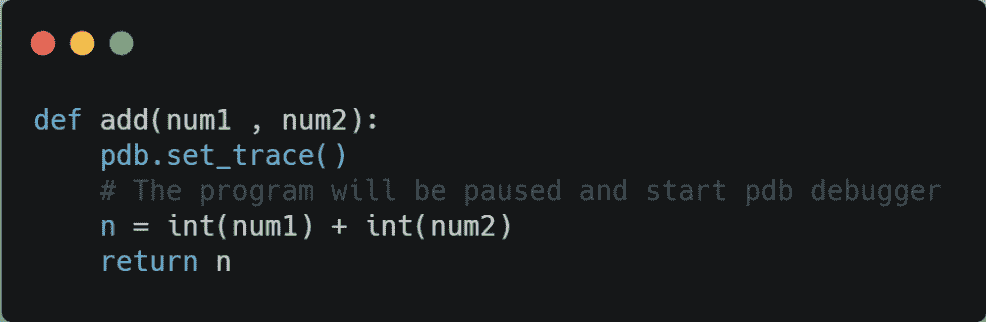 def add(num1 , num2):
    pdb.set_trace()
    # The program will be paused and start pdb debugger
    n = int(num1) + int(num2)
    return n